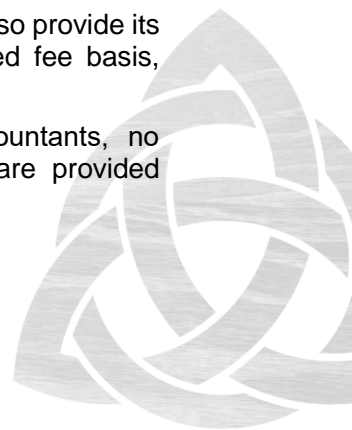 so provide its
ed fee basis,
ountants, no
are provided